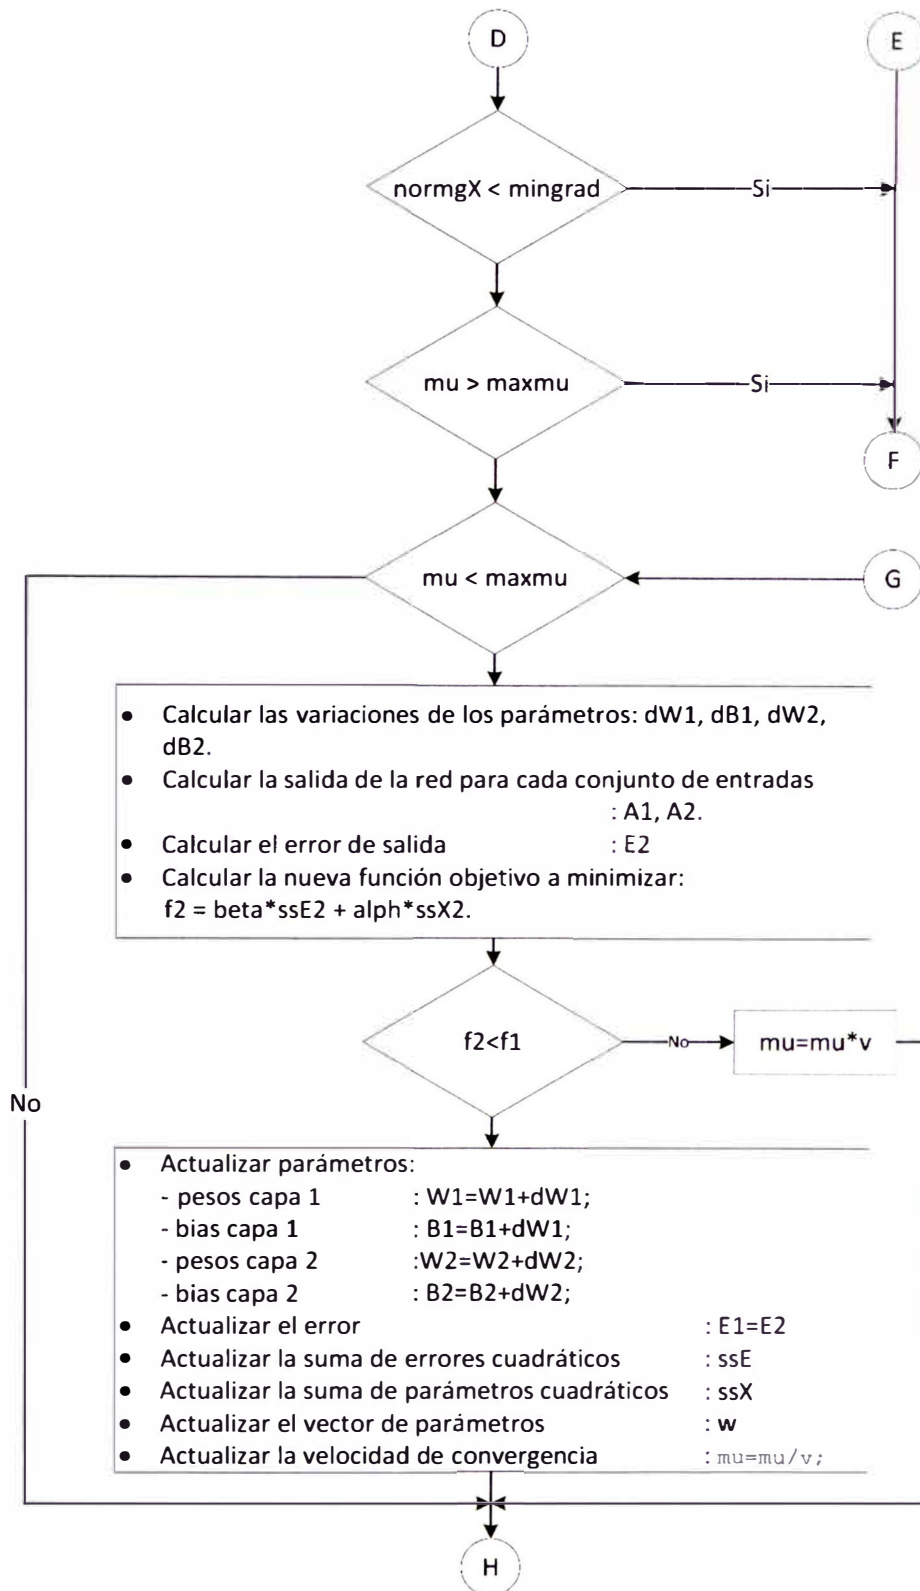 D
E
normgX < mingrad
Si
mu > maxmu
Si
F
mu < maxmu
G
• Calcular las variaciones de los parámetros: dW1, dB1, dW2,
dB2.
• Calcular la salida de la red para cada conjunto de entradas
: A1, A2.
• Calcular el error de salida : E2
• Calcular la nueva función objetivo a minimizar:
f2 = beta*ssE2 + alph*ssX2.
f2<f1
No
mu=mu*v
No
• Actualizar parámetros:
- pesos capa 1 : W1=W1+dW1;
- bias capa 1 : B1=B1+dW1;
- pesos capa 2 :W2=W2+dW2;
- bias capa 2 : B2=B2+dW2;
• Actualizar el error : E1=E2
• Actualizar la suma de errores cuadráticos : ssE
• Actualizar la suma de parámetros cuadráticos : ssX
• Actualizar el vector de parámetros : w
• Actualizar la velocidad de convergencia : mu=mu/v;
H